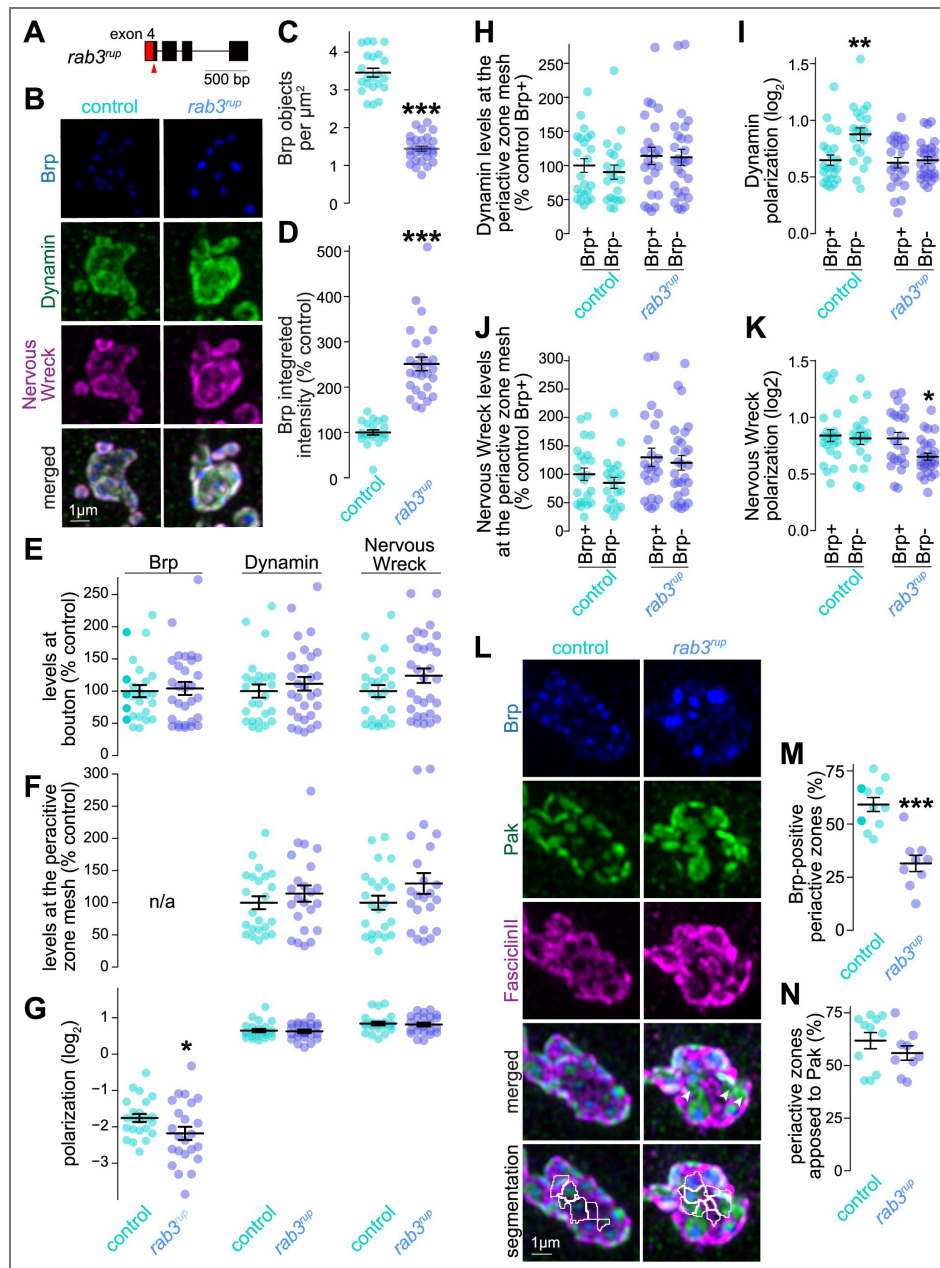 A
exon 4
rab3rup
500 bp
B
control
rab3rup
Brp
Dynamin
Nervous
Wreck
merged
1µm
C
Brp objects
per µm2
4
3
2
1
0
***
D
Brp integrated
intensity (% control)
500
400
300
200
100
0
***
control
rab3rup
E
Brp
Dynamin
Nervous
Wreck
levels at
bouton (% control)
250
200
150
100
50
0
F
levels at the peracitive
zone mesh (% control)
300
250
200
150
100
50
0
n/a
G
polarization (log2)
1
0
−1
−2
−3
*
control
rab3rup
control
rab3rup
control
rab3rup
H
Dynamin levels at the
periactive zone mesh
(% control Brp+)
250
200
150
100
50
0
Brp+
Brp-
Brp+
Brp-
control
rab3rup
I
Dynamin
polarization (log2)
1.5
1.0
0.5
0.0
**
Brp+
Brp-
Brp+
Brp-
control
rab3rup
J
Nervous Wreck levels
at the periactive zone mesh
(% control Brp+)
300
250
200
150
100
50
0
Brp+
Brp-
Brp+
Brp-
control
rab3rup
K
Nervous Wreck
polarization (log2)
1.5
1.0
0.5
0.0
*
Brp+
Brp-
Brp+
Brp-
control
rab3rup
L
control
rab3rup
Brp
Pak
FasciclinII
merged
segmentation
1µm
M
Brp-positive
periactive zones (%)
75
50
25
0
***
control
rab3rup
N
periactive zones
apposed to Pak (%)
75
50
75
0
control
rab3rup